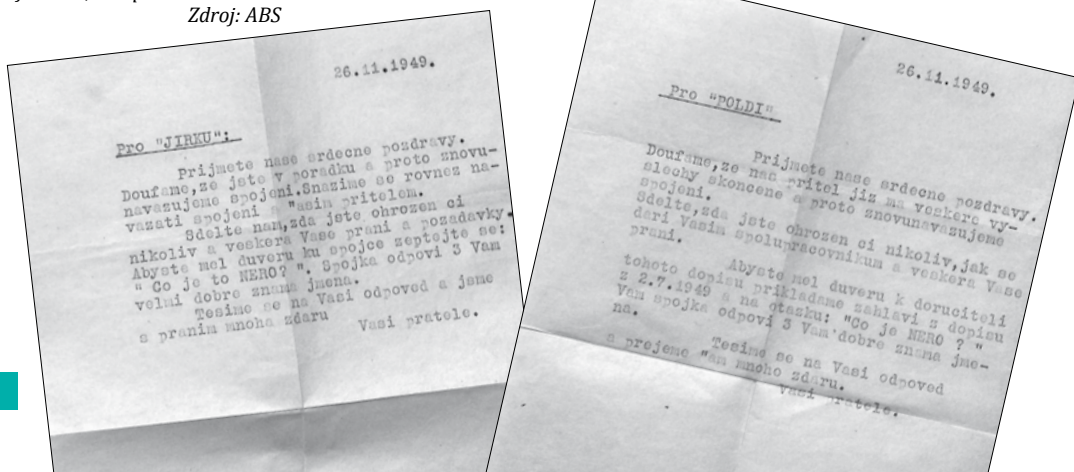 Zdroj: ABS
26.11.1949.
Pro "JIRKU":
Prijmete nase srdecne pozdravy.
Doufame,ze jste v poradku a proto znovu-
navazujeme spojeni.Snazime se rovnez na-
vazati spojeni s "asim pritelem.
Sdelte nam,zda jste ohrozen ci
nikoliv a veskera Vase prani a pozadavky.
Abyste mel duveru ku spojce zeptejte se:
" Co je to NERO? ". Spojka odpovi 3 Vam
velmi dobre znama jmena.
Tesime se na Vasi odpoved a jsme
s pranim mnoha zdaru
Vasi pratele.
26.11.1949.
Pro "POLDI"
Prijmete nase srdecne pozdravy.
Doufame,ze nas pritel jiz ma veskera vy-
slechy skoncene a proto znovunavazujeme
spojeni.
Sdelte,zda jste ohrozen ci nikoliv,jak se
dari Vasim spolupracovnikum a veskera Vase
prani.
Abyste mel duveru k doruciteli
tohoto dopisu prikladame zahlavi z dopisu
z 2.7.1949 a na otazku: "Co je NERO ? "
Vam spojka odpovi 3 Vam dobre znama jme-
na.
Tesime se na Vasi odpoved
a prejeme "am mnoho zdaru.
Vasi pratele.